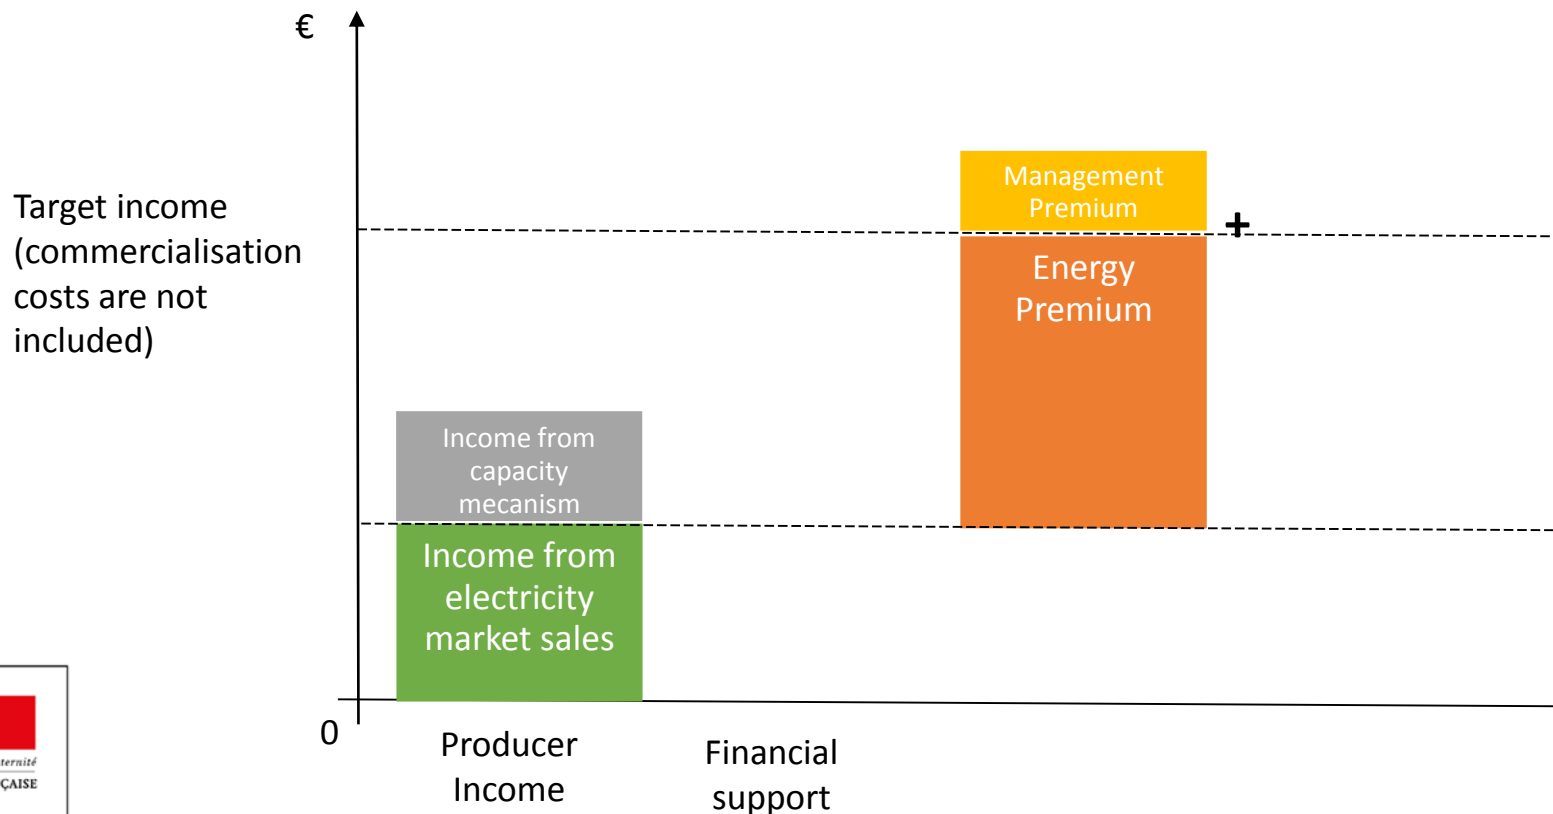 €
Target income
(commercialisation
costs are not
included)
Management
Premium
+
Energy
Premium
Income from
capacity
mecanism
Income from
electricity
market sales
0
Producer
Income
Financial
support